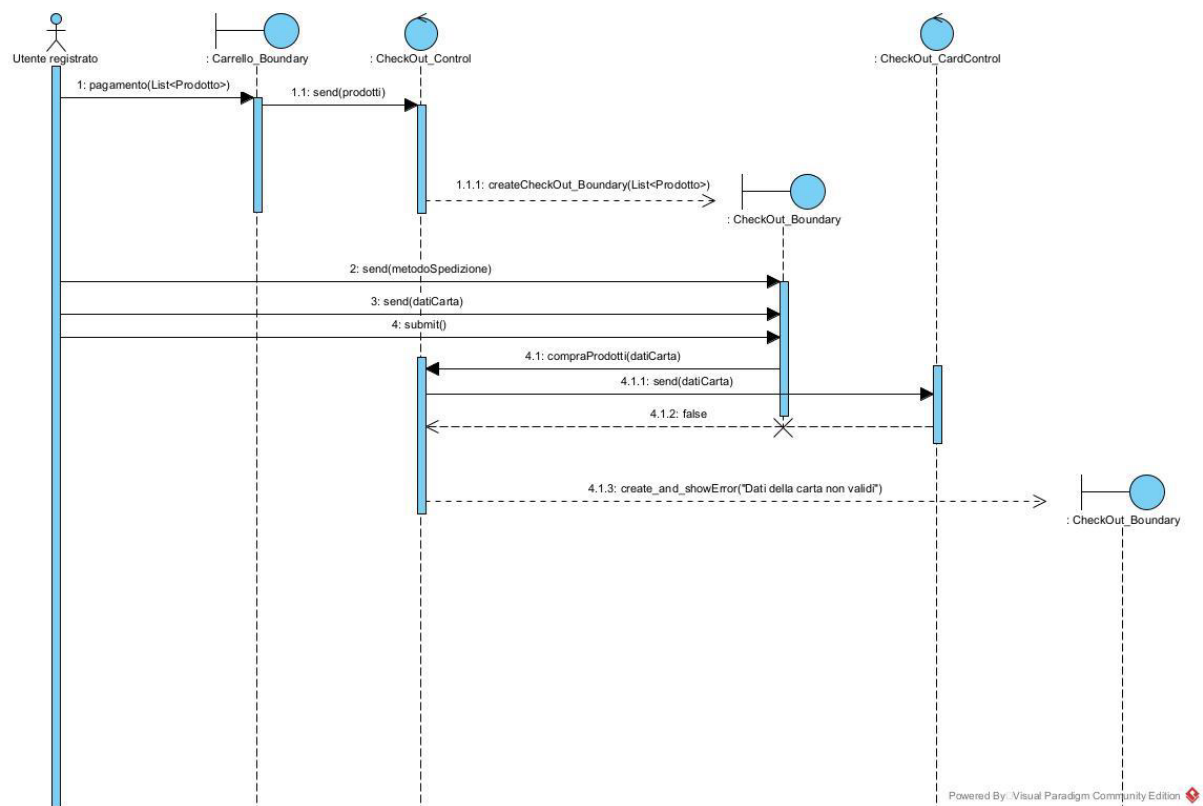 Utente registrato
: Carrello_Boundary
: CheckOut_Control
: CheckOut_CardControl
1: pagamento(List<Prodotto>)
1.1: send(prodotti)
1.1.1: createCheckOut_Boundary(List<Prodotto>)
: CheckOut_Boundary
2: send(metodoSpedizione)
3: send(datiCarta)
4: submit()
4.1: compraProdotti(datiCarta)
4.1.1: send(datiCarta)
4.1.2: false
4.1.3: create_and_showError("Dati della carta non validi")
: CheckOut_Boundary
Powered By Visual Paradigm Community Edition